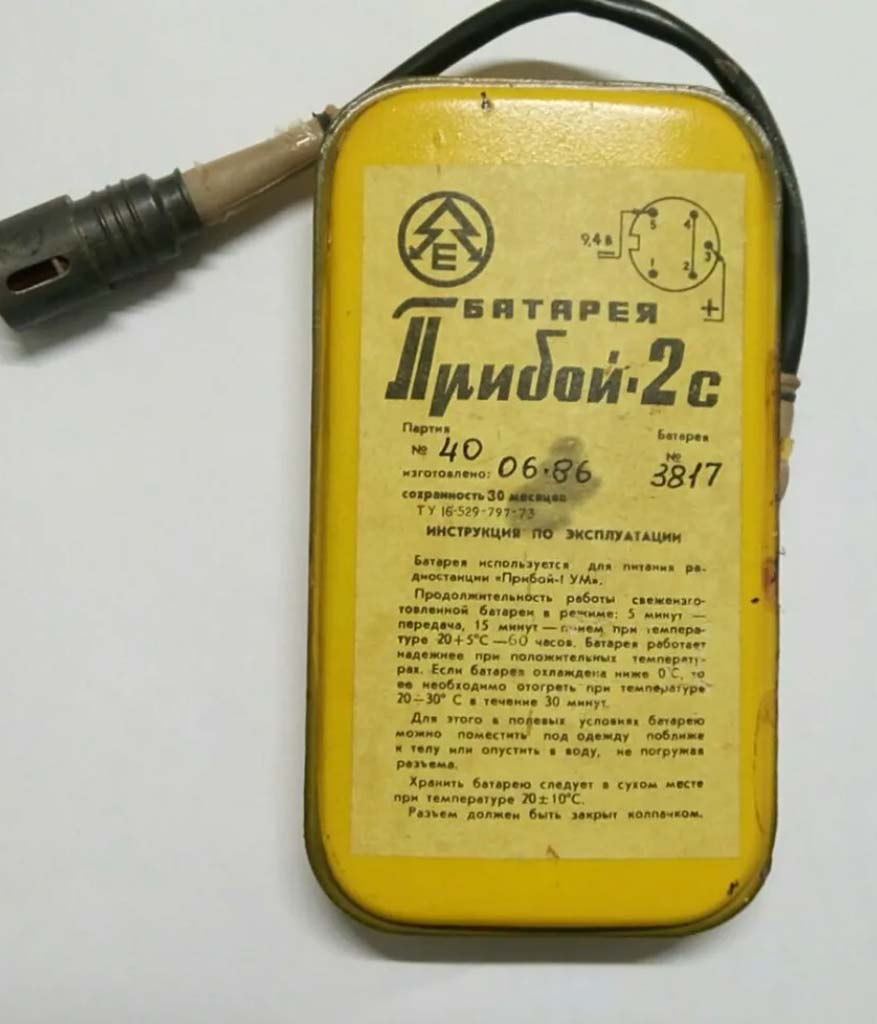 Е
5
4
9,4 в
3
1
2
+
БАТАРЕЯ
Прибой-2с
Партия
Батарея
№ 40
№
изготовлено: 06.86
3817
сохранность 30 месяцев
ТУ 16-529-797-73
ИНСТРУКЦИЯ ПО ЭКСПЛУАТАЦИИ
Батарея используется для питания ра-
диостанции «Прибой-1 УМ».
Продолжительность работы свежеизго-
товленной батареи в режиме: 5 минут —
передача, 15 минут — прием при темпера-
туре 20+5°С —60 часов. Батарея работает
надежнее при положительных температу-
рах. Если батарея охлаждена ниже 0°С, то
ее необходимо отогреть при температуре
20—30° С в течение 30 минут.
Для этого в полевых условиях батарею
можно поместить под одежду поближе
к телу или опустить в воду, не погружая
разъема.
Хранить батарею следует в сухом месте
при температуре 20±10°С.
Разъем должен быть закрыт колпачком.